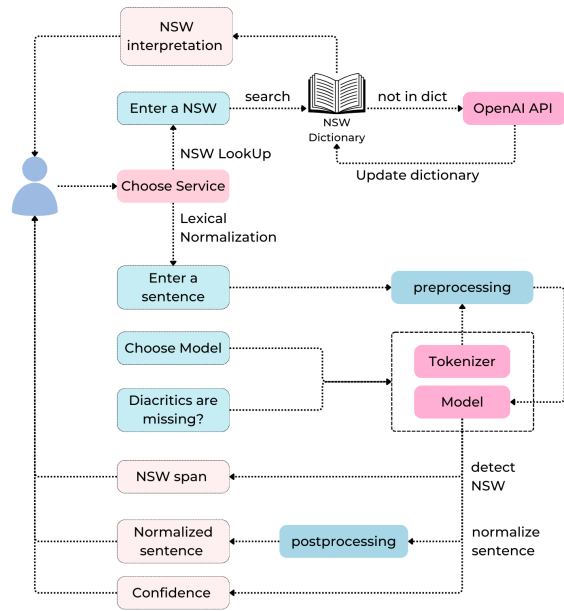 NSW
interpretation
Enter a NSW
search
NSW
Dictionary
not in dict
OpenAI API
NSW LookUp
Update dictionary
Choose Service
Lexical
Normalization
Enter a
sentence
preprocessing
Choose Model
Tokenizer
Diacritics are
missing?
Model
NSW span
detect
NSW
Normalized
sentence
postprocessing
normalize
sentence
Confidence